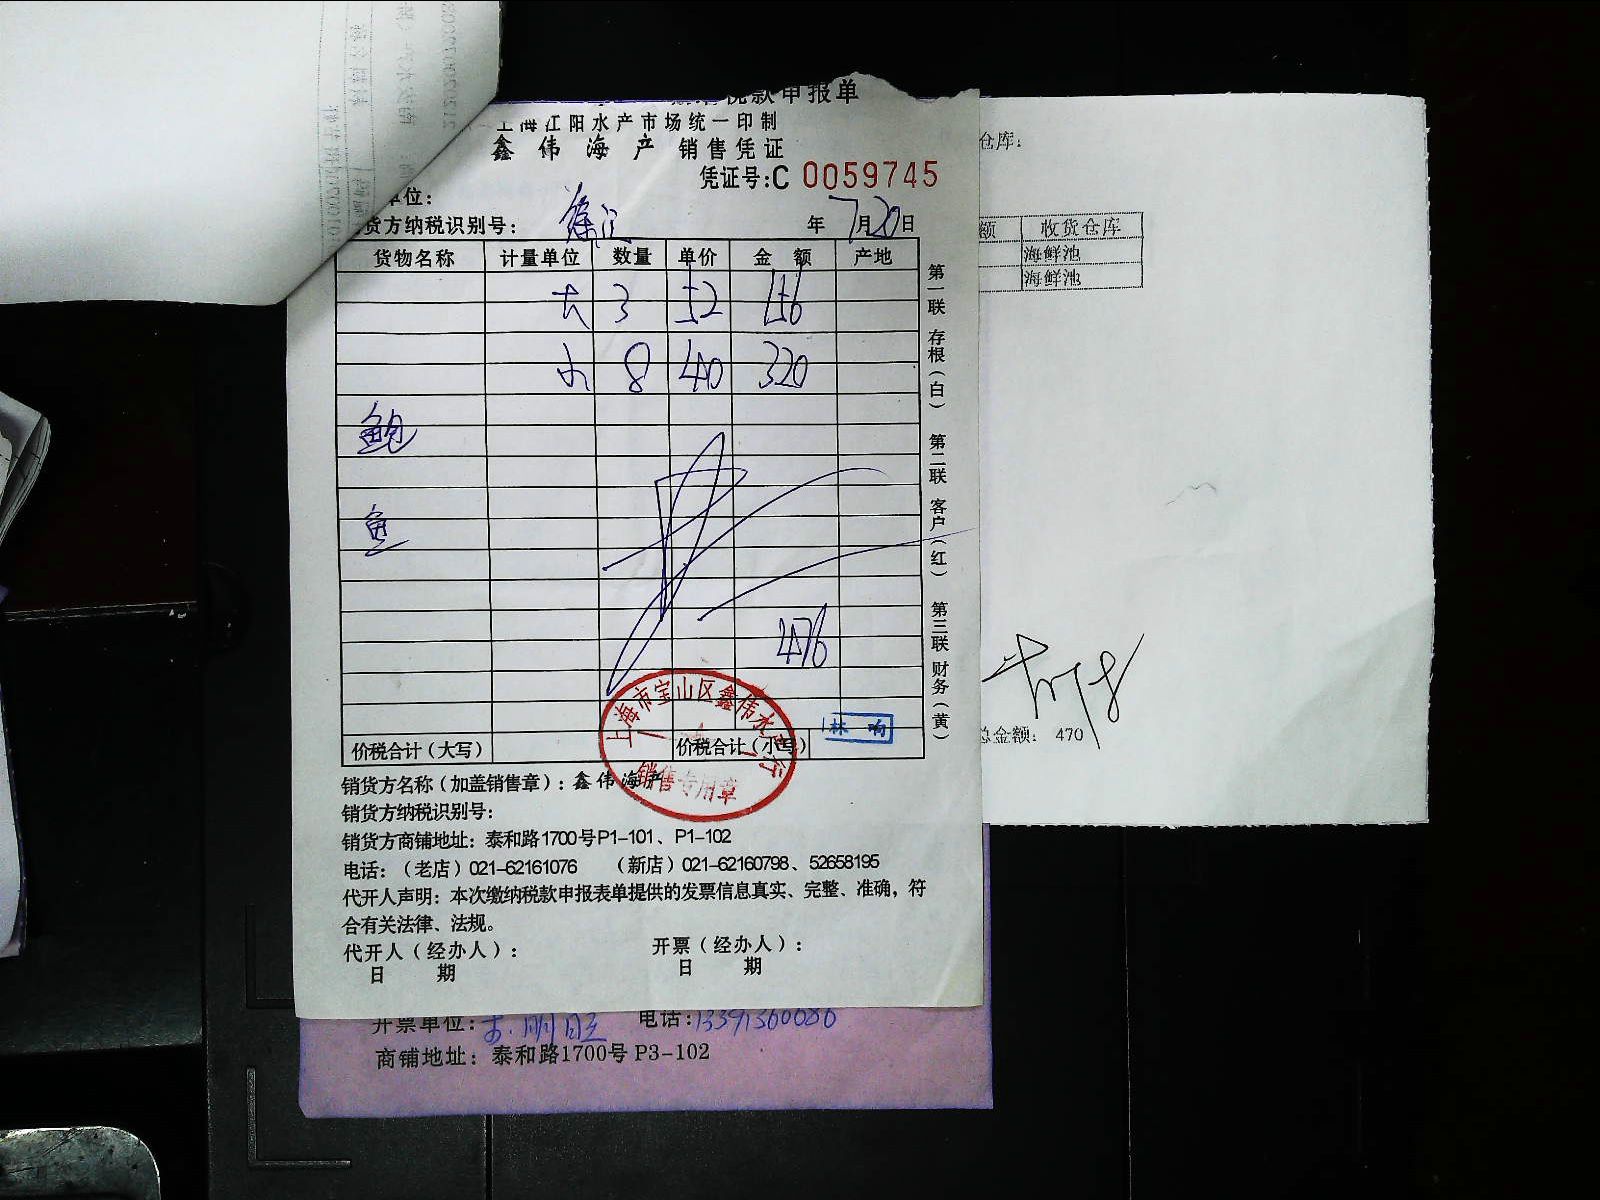 税款申报单
上海江阳水产市场统一印制
鑫伟海产 销售凭证
凭证号:C 0059745
单位:
货方纳税识别号:
年 7月20日
货物名称 计量单位 数量 单价 金额 产地
大 3 52 156
小 8 40 320
鲍
鱼
476
价税合计(大写) 价税合计(小写)
林响
上海市宝山区鑫伟水产行
销售专用章
第一联 存根(白) 第二联 客户(红) 第三联 财务(黄)
销货方名称(加盖销售章):鑫伟海产
销货方纳税识别号:
销货方商铺地址:泰和路1700号P1-101、P1-102
电话:(老店)021-62161076 (新店)021-62160798、52658195
代开人声明:本次缴纳税款申报表单提供的发票信息真实、完整、准确,符
合有关法律、法规。
代开人(经办人): 开票(经办人):
日 期 日 期
开票单位: 电话:13391360086
商铺地址:泰和路1700号 P3-102
仓库:
额 收货仓库
海鲜池
海鲜池
总金额: 470